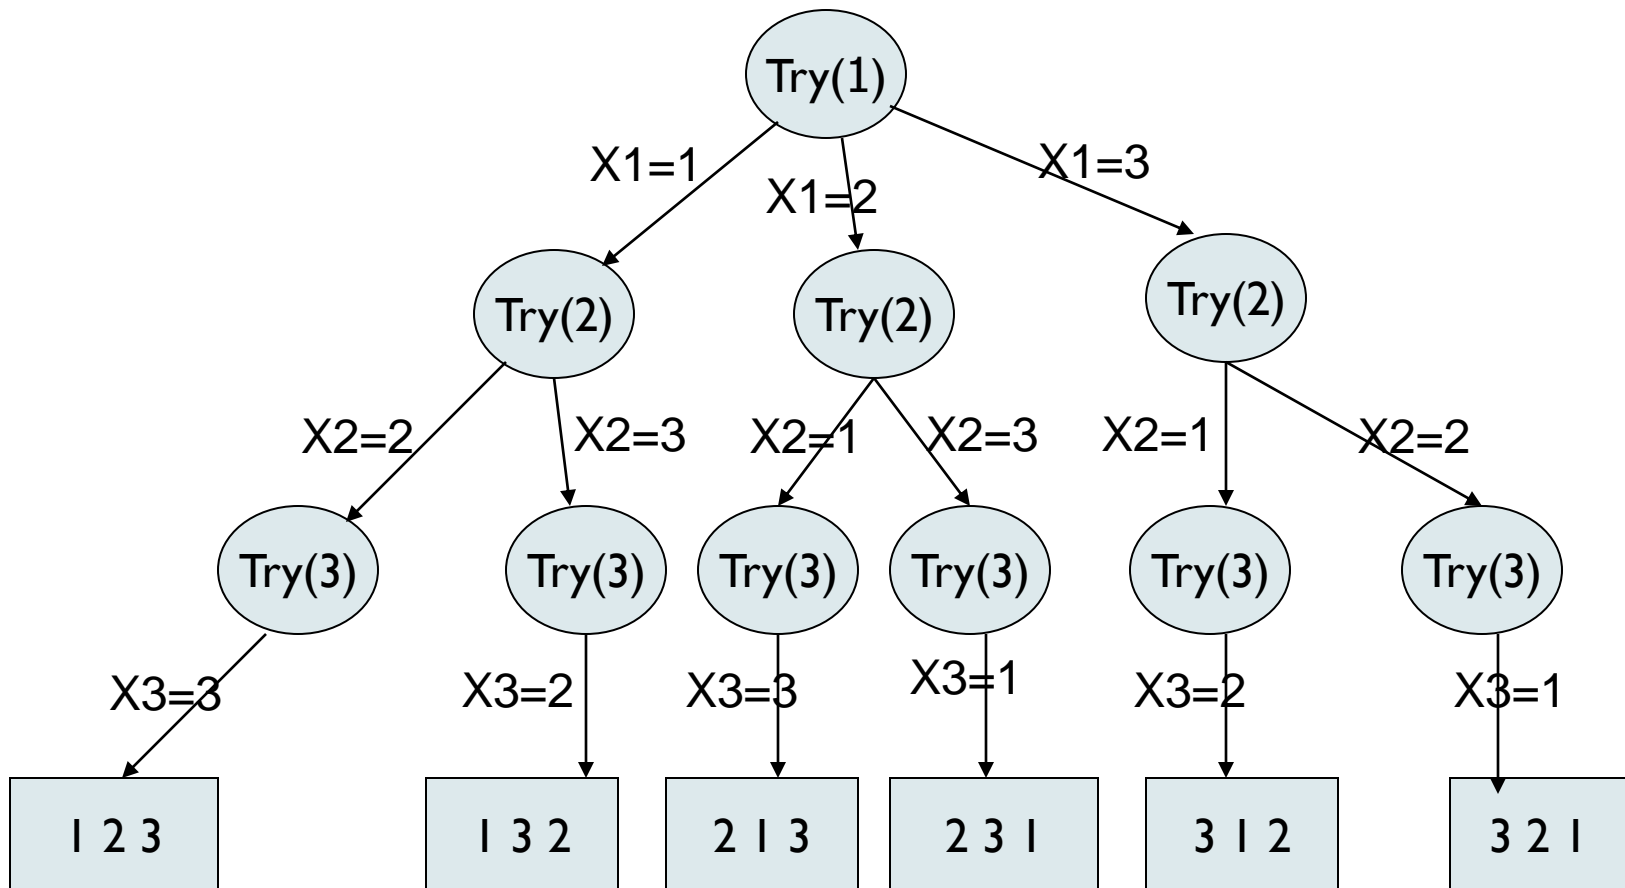 Try(1)
X1=1
X1=2
X1=3
Try(2)
Try(2)
Try(2)
X2=2
X2=3
X2=1
X2=3
X2=1
X2=2
Try(3)
Try(3)
Try(3)
Try(3)
Try(3)
Try(3)
X3=3
X3=2
X3=3
X3=1
X3=2
X3=1
1 2 3
1 3 2
2 1 3
2 3 1
3 1 2
3 2 1